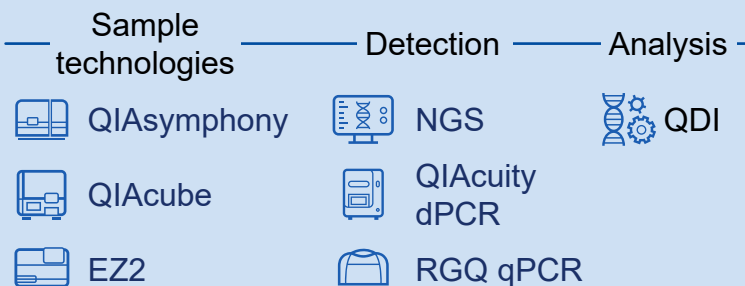 Sample
technologies
Detection
Analysis
QIAsymphony
NGS
QDI
QIAcube
QIAcuity
dPCR
EZ2
RGQ qPCR